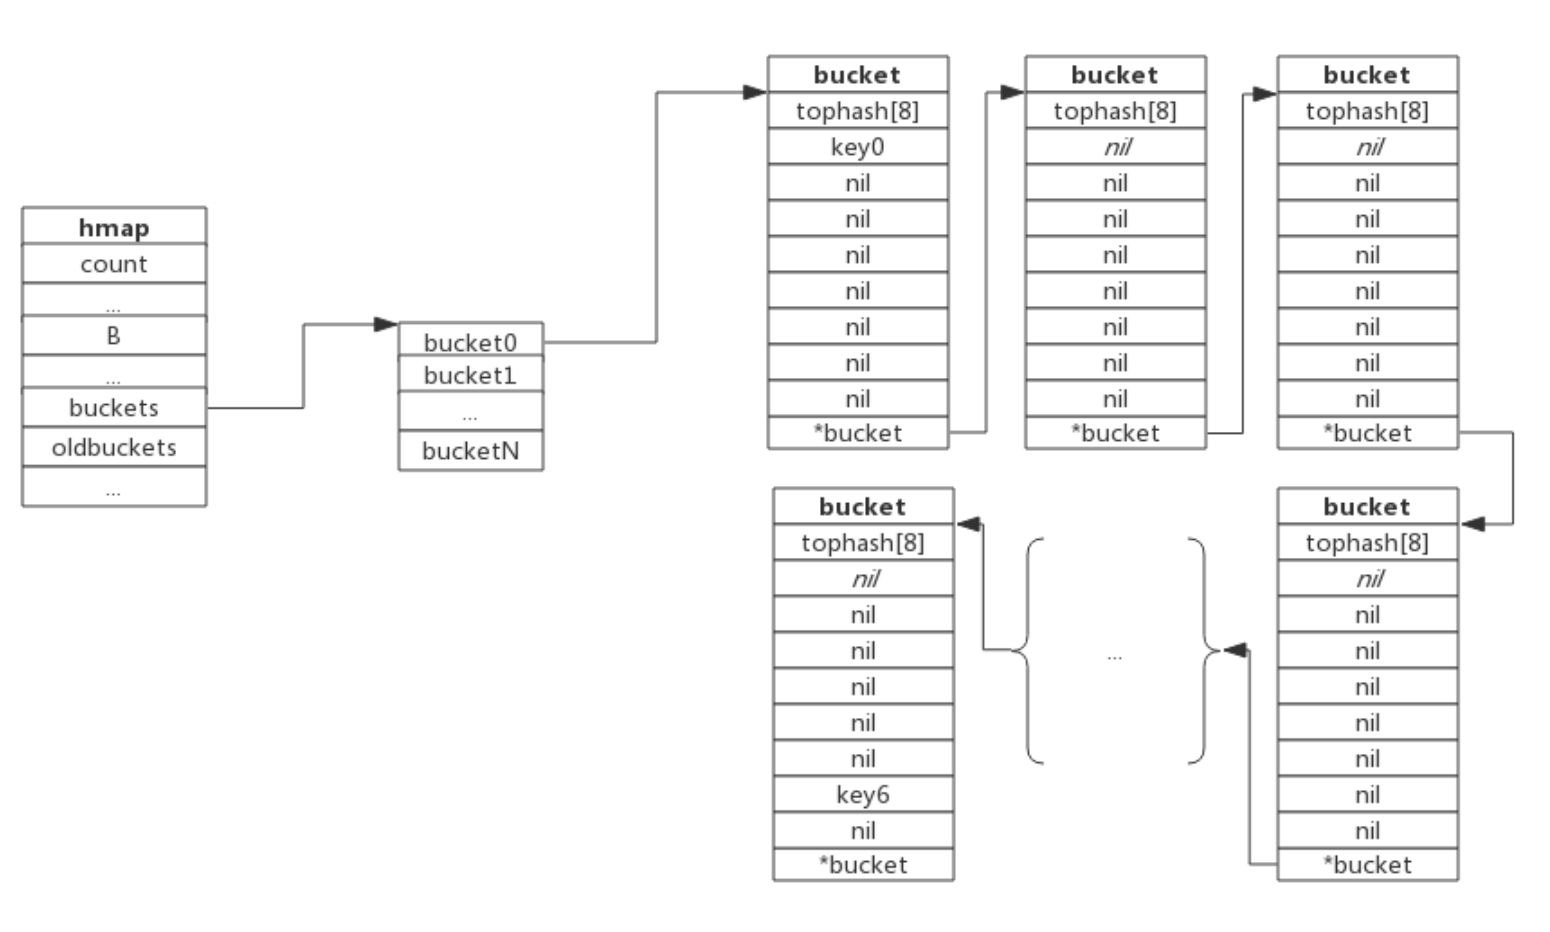 hmap
count
...
B
...
buckets
oldbuckets
...
bucket0
bucket1
...
bucketN
bucket
tophash[8]
key0
nil
nil
nil
nil
nil
nil
nil
*bucket
bucket
tophash[8]
nil
nil
nil
nil
nil
nil
nil
nil
*bucket
bucket
tophash[8]
nil
nil
nil
nil
nil
nil
nil
nil
*bucket
bucket
tophash[8]
nil
nil
nil
nil
nil
nil
nil
nil
*bucket
...
bucket
tophash[8]
nil
nil
nil
nil
nil
nil
key6
nil
*bucket